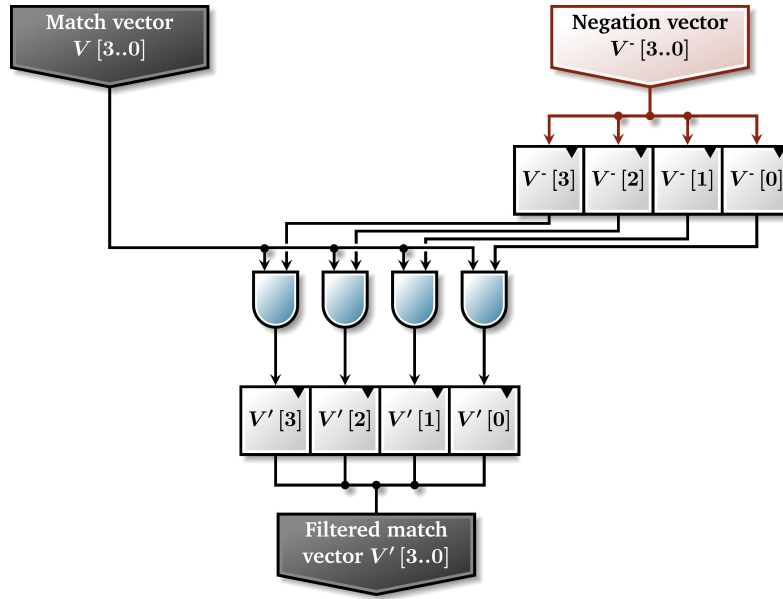 Match vector
V [3..0]
Negation vector
V⁻ [3..0]
V⁻ [3] V⁻ [2] V⁻ [1] V⁻ [0]
V′ [3] V′ [2] V′ [1] V′ [0]
Filtered match
vector V′ [3..0]